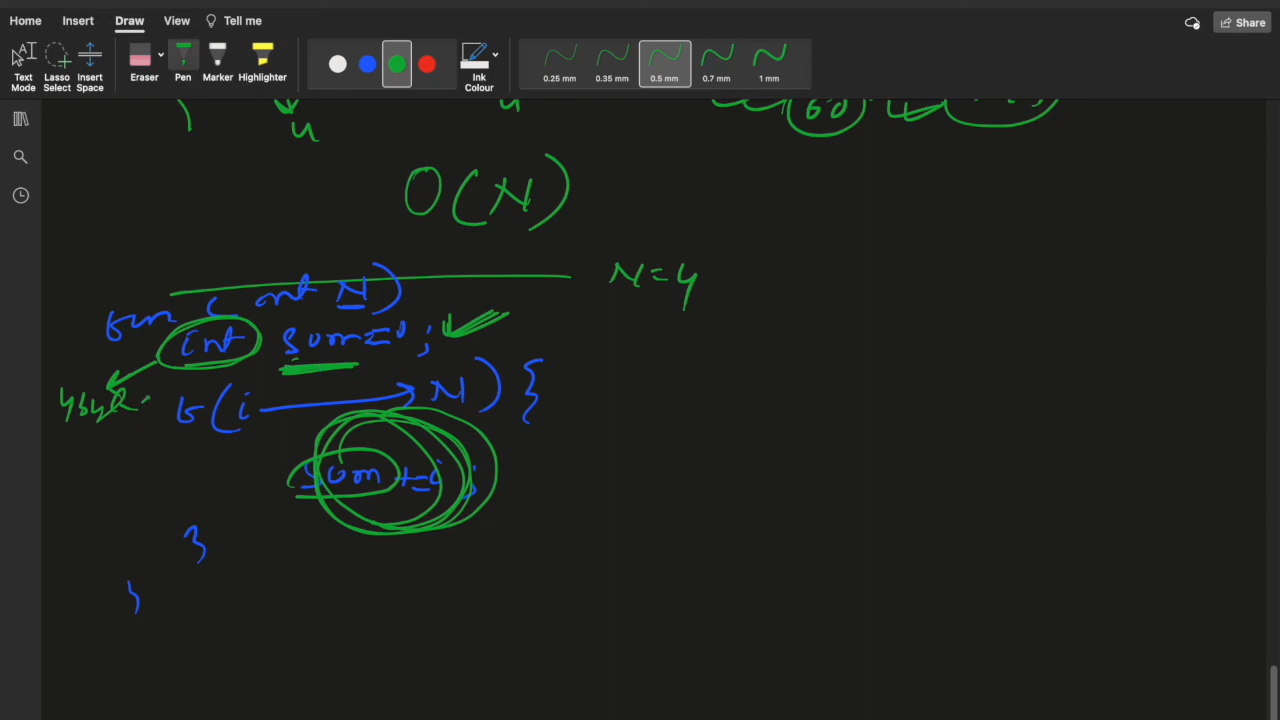 Home Insert Draw View Tell me
Share
Text Mode
Lasso Select
Insert Space
Eraser
Pen
Marker
Highlighter
Ink Colour
0.25 mm
0.35 mm
0.5 mm
0.7 mm
1 mm
O(N)
N=4
fun ( int N)
int sum=0;
4byte
f(i N) {
sum += i;
}
}